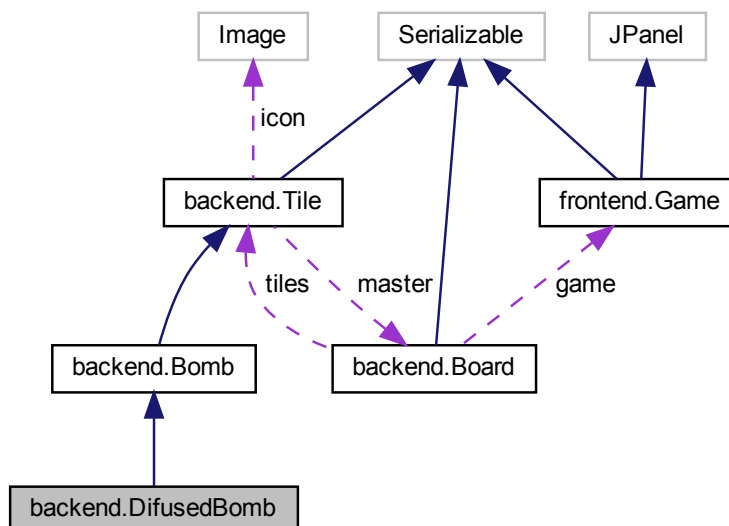 Image
Serializable
JPanel
icon
backend.Tile
frontend.Game
tiles
master
game
backend.Bomb
backend.Board
backend.DifusedBomb